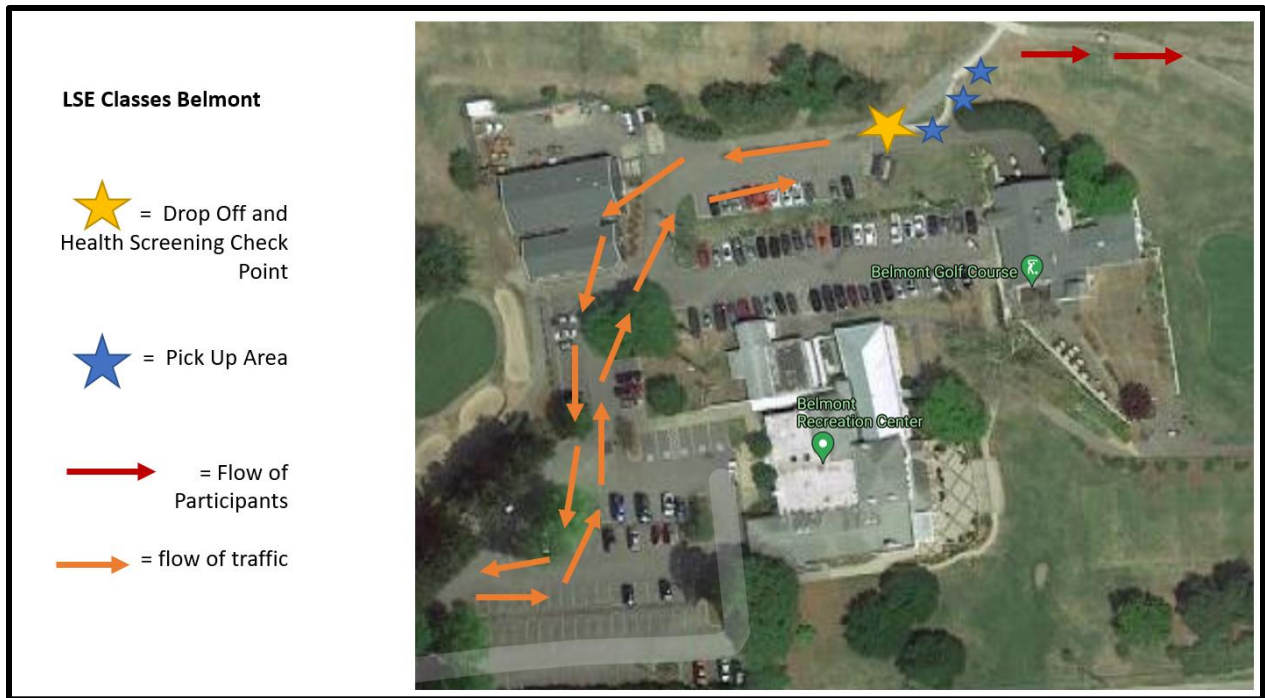 LSE Classes Belmont
= Drop Off and
Health Screening Check
Point
= Pick Up Area
= Flow of
Participants
= flow of traffic
Belmont Golf Course
Belmont
Recreation Center